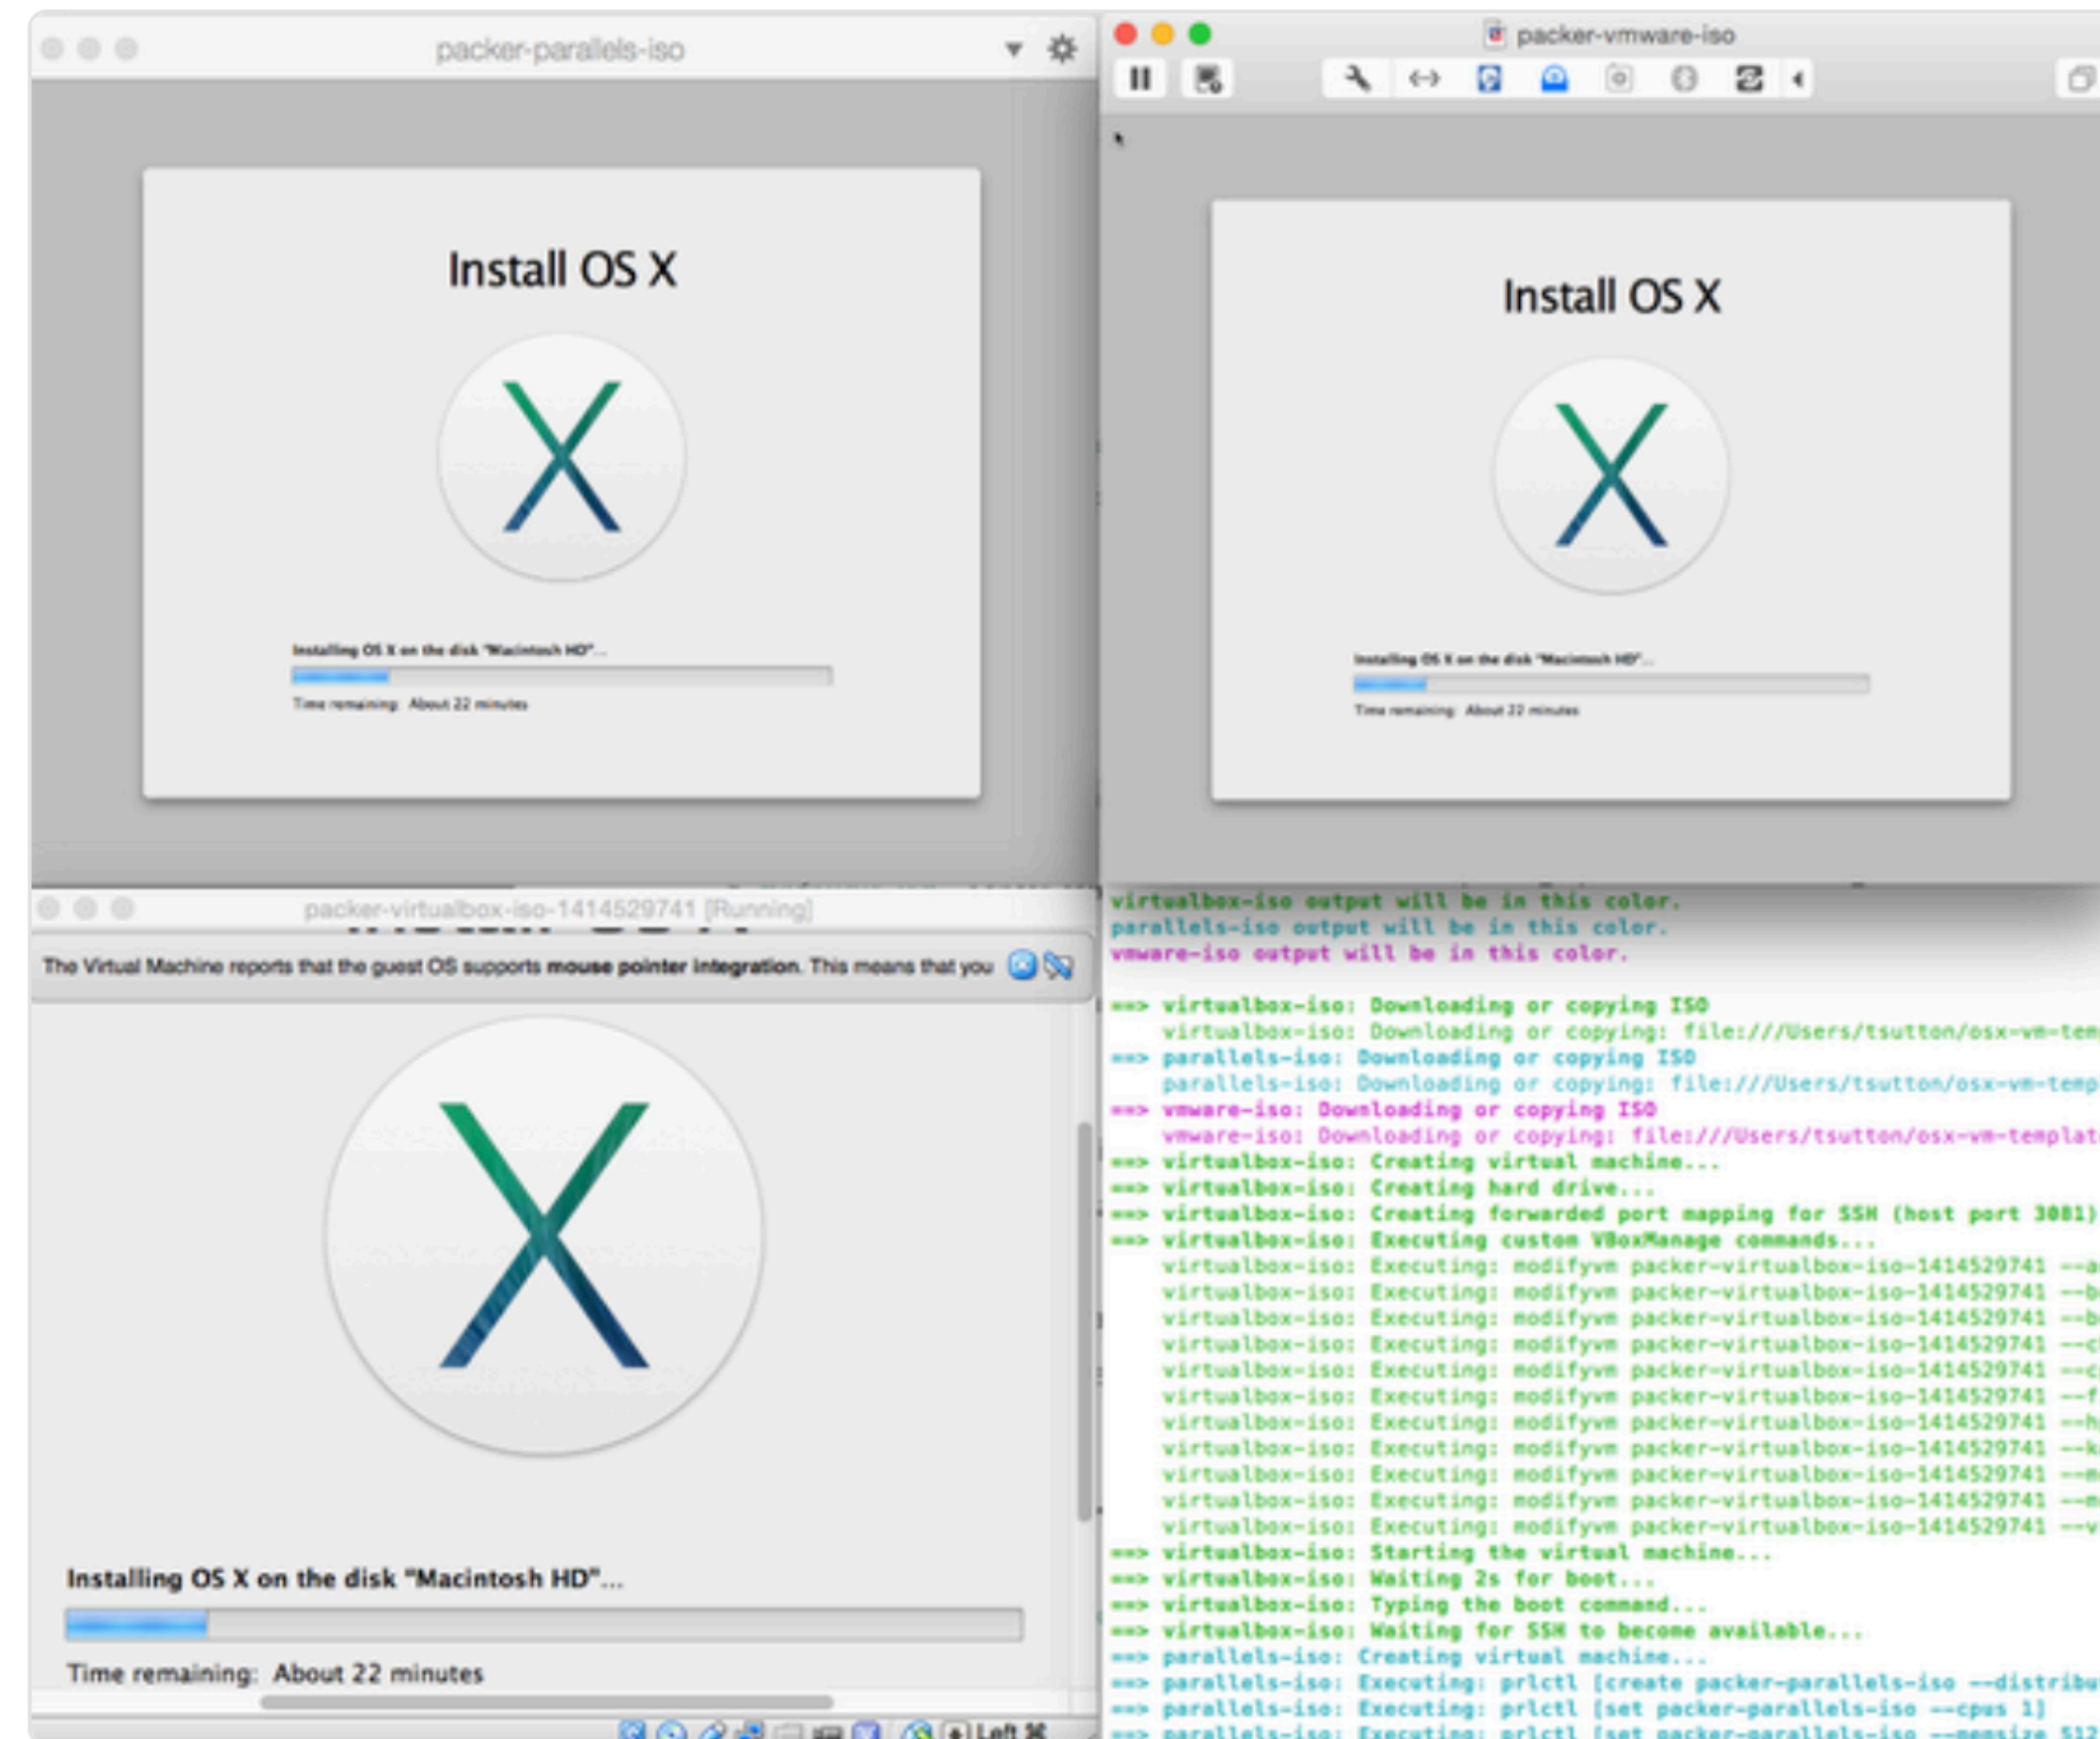 packer-parallels-iso
Install OS X
Installing OS X on the disk "Macintosh HD"...
Time remaining: About 22 minutes
packer-vmware-iso
Install OS X
Installing OS X on the disk "Macintosh HD"...
Time remaining: About 22 minutes
packer-virtualbox-iso-1414529741 [Running]
The Virtual Machine reports that the guest OS supports mouse pointer integration. This means that you
Installing OS X on the disk "Macintosh HD"...
Time remaining: About 22 minutes
Left ⌘
virtualbox-iso output will be in this color.
parallels-iso output will be in this color.
vmware-iso output will be in this color.
==> virtualbox-iso: Downloading or copying ISO
virtualbox-iso: Downloading or copying: file:///Users/tsutton/osx-vm-tem
==> parallels-iso: Downloading or copying ISO
parallels-iso: Downloading or copying: file:///Users/tsutton/osx-vm-temp
==> vmware-iso: Downloading or copying ISO
vmware-iso: Downloading or copying: file:///Users/tsutton/osx-vm-templat
==> virtualbox-iso: Creating virtual machine...
==> virtualbox-iso: Creating hard drive...
==> virtualbox-iso: Creating forwarded port mapping for SSH (host port 3081)
==> virtualbox-iso: Executing custom VBoxManage commands...
virtualbox-iso: Executing: modifyvm packer-virtualbox-iso-1414529741 --a
virtualbox-iso: Executing: modifyvm packer-virtualbox-iso-1414529741 --b
virtualbox-iso: Executing: modifyvm packer-virtualbox-iso-1414529741 --b
virtualbox-iso: Executing: modifyvm packer-virtualbox-iso-1414529741 --c
virtualbox-iso: Executing: modifyvm packer-virtualbox-iso-1414529741 --c
virtualbox-iso: Executing: modifyvm packer-virtualbox-iso-1414529741 --f
virtualbox-iso: Executing: modifyvm packer-virtualbox-iso-1414529741 --h
virtualbox-iso: Executing: modifyvm packer-virtualbox-iso-1414529741 --k
virtualbox-iso: Executing: modifyvm packer-virtualbox-iso-1414529741 --m
virtualbox-iso: Executing: modifyvm packer-virtualbox-iso-1414529741 --m
virtualbox-iso: Executing: modifyvm packer-virtualbox-iso-1414529741 --v
==> virtualbox-iso: Starting the virtual machine...
==> virtualbox-iso: Waiting 2s for boot...
==> virtualbox-iso: Typing the boot command...
==> virtualbox-iso: Waiting for SSH to become available...
==> parallels-iso: Creating virtual machine...
==> parallels-iso: Executing: prlctl [create packer-parallels-iso --distribu
==> parallels-iso: Executing: prlctl [set packer-parallels-iso --cpus 1]
==> parallels-iso: Executing: prlctl [set packer-parallels-iso --memsize 512